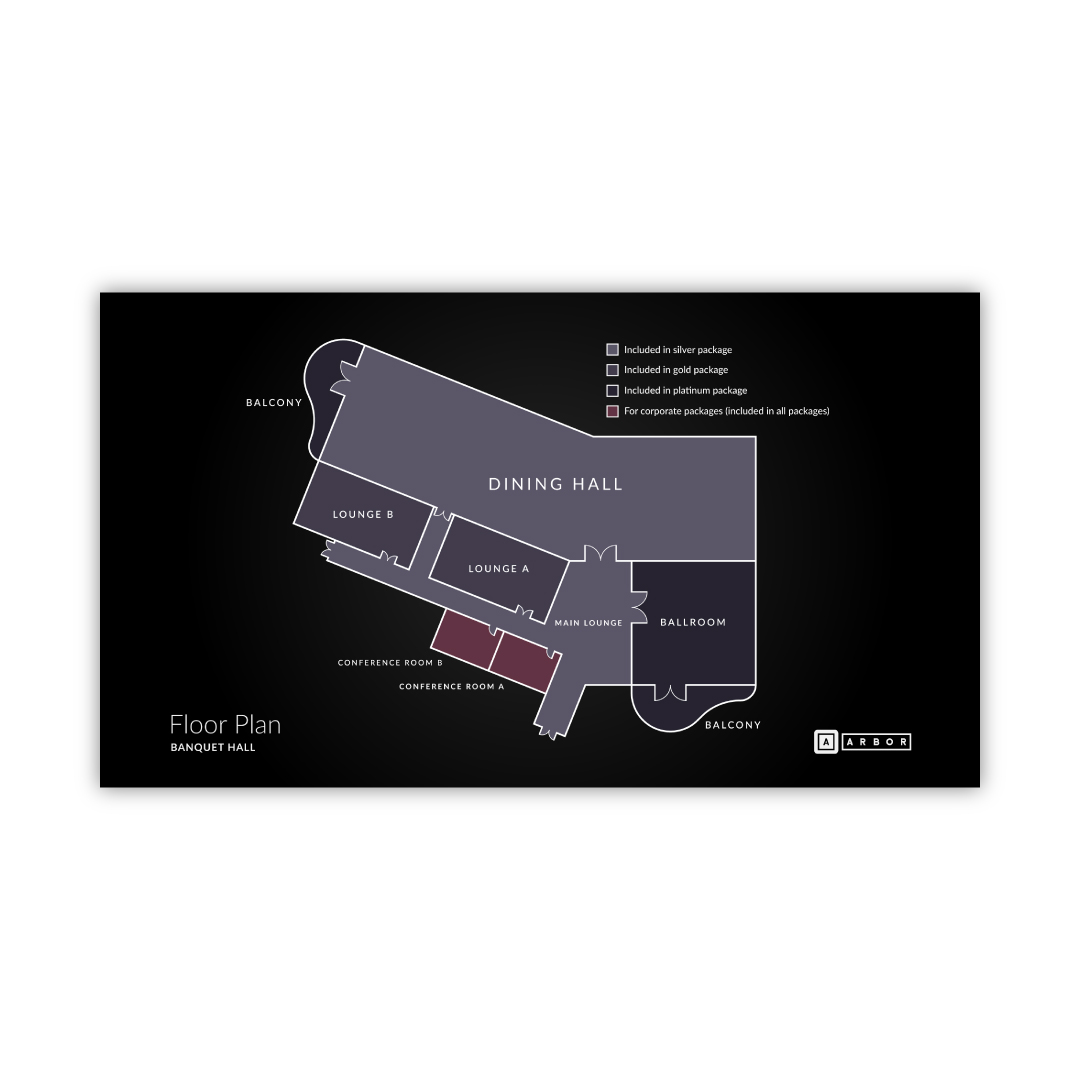 Included in silver package
Included in gold package
Included in platinum package
For corporate packages (included in all packages)
BALCONY
DINING HALL
LOUNGE B
LOUNGE A
MAIN LOUNGE
BALLROOM
CONFERENCE ROOM B
CONFERENCE ROOM A
BALCONY
Floor Plan
BANQUET HALL
A ARBOR